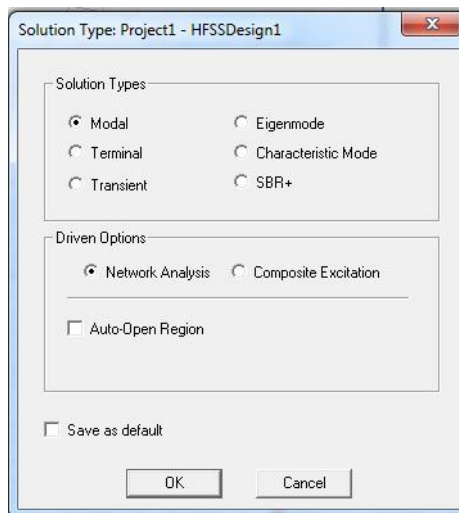 Solution Type: Project1 - HFSSDesign1
Solution Types
Modal
Eigenmode
Terminal
Characteristic Mode
Transient
SBR+
Driven Options
Network Analysis
Composite Excitation
Auto-Open Region
Save as default
OK
Cancel